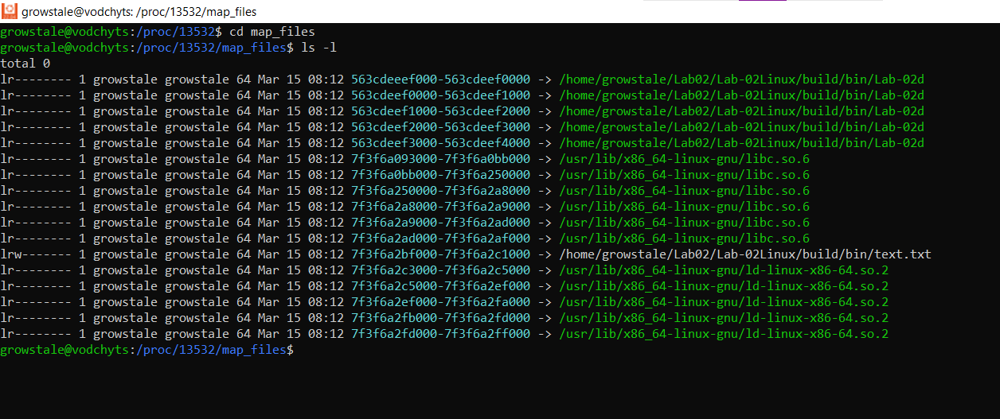 growstale@vodchyts: /proc/13532/map_files
growstale@vodchyts:/proc/13532$ cd map_files
growstale@vodchyts:/proc/13532/map_files$ ls -l
total 0
lr-------- 1 growstale growstale 64 Mar 15 08:12 563cdeeef000-563cdeef0000 -> /home/growstale/Lab02/Lab-02Linux/build/bin/Lab-02d
lr-------- 1 growstale growstale 64 Mar 15 08:12 563cdeef0000-563cdeef1000 -> /home/growstale/Lab02/Lab-02Linux/build/bin/Lab-02d
lr-------- 1 growstale growstale 64 Mar 15 08:12 563cdeef1000-563cdeef2000 -> /home/growstale/Lab02/Lab-02Linux/build/bin/Lab-02d
lr-------- 1 growstale growstale 64 Mar 15 08:12 563cdeef2000-563cdeef3000 -> /home/growstale/Lab02/Lab-02Linux/build/bin/Lab-02d
lr-------- 1 growstale growstale 64 Mar 15 08:12 563cdeef3000-563cdeef4000 -> /home/growstale/Lab02/Lab-02Linux/build/bin/Lab-02d
lr-------- 1 growstale growstale 64 Mar 15 08:12 7f3f6a093000-7f3f6a0bb000 -> /usr/lib/x86_64-linux-gnu/libc.so.6
lr-------- 1 growstale growstale 64 Mar 15 08:12 7f3f6a0bb000-7f3f6a250000 -> /usr/lib/x86_64-linux-gnu/libc.so.6
lr-------- 1 growstale growstale 64 Mar 15 08:12 7f3f6a250000-7f3f6a2a8000 -> /usr/lib/x86_64-linux-gnu/libc.so.6
lr-------- 1 growstale growstale 64 Mar 15 08:12 7f3f6a2a8000-7f3f6a2a9000 -> /usr/lib/x86_64-linux-gnu/libc.so.6
lr-------- 1 growstale growstale 64 Mar 15 08:12 7f3f6a2a9000-7f3f6a2ad000 -> /usr/lib/x86_64-linux-gnu/libc.so.6
lr-------- 1 growstale growstale 64 Mar 15 08:12 7f3f6a2ad000-7f3f6a2af000 -> /usr/lib/x86_64-linux-gnu/libc.so.6
lrw------- 1 growstale growstale 64 Mar 15 08:12 7f3f6a2bf000-7f3f6a2c1000 -> /home/growstale/Lab02/Lab-02Linux/build/bin/text.txt
lr-------- 1 growstale growstale 64 Mar 15 08:12 7f3f6a2c3000-7f3f6a2c5000 -> /usr/lib/x86_64-linux-gnu/ld-linux-x86-64.so.2
lr-------- 1 growstale growstale 64 Mar 15 08:12 7f3f6a2c5000-7f3f6a2ef000 -> /usr/lib/x86_64-linux-gnu/ld-linux-x86-64.so.2
lr-------- 1 growstale growstale 64 Mar 15 08:12 7f3f6a2ef000-7f3f6a2fa000 -> /usr/lib/x86_64-linux-gnu/ld-linux-x86-64.so.2
lr-------- 1 growstale growstale 64 Mar 15 08:12 7f3f6a2fb000-7f3f6a2fd000 -> /usr/lib/x86_64-linux-gnu/ld-linux-x86-64.so.2
lr-------- 1 growstale growstale 64 Mar 15 08:12 7f3f6a2fd000-7f3f6a2ff000 -> /usr/lib/x86_64-linux-gnu/ld-linux-x86-64.so.2
growstale@vodchyts:/proc/13532/map_files$